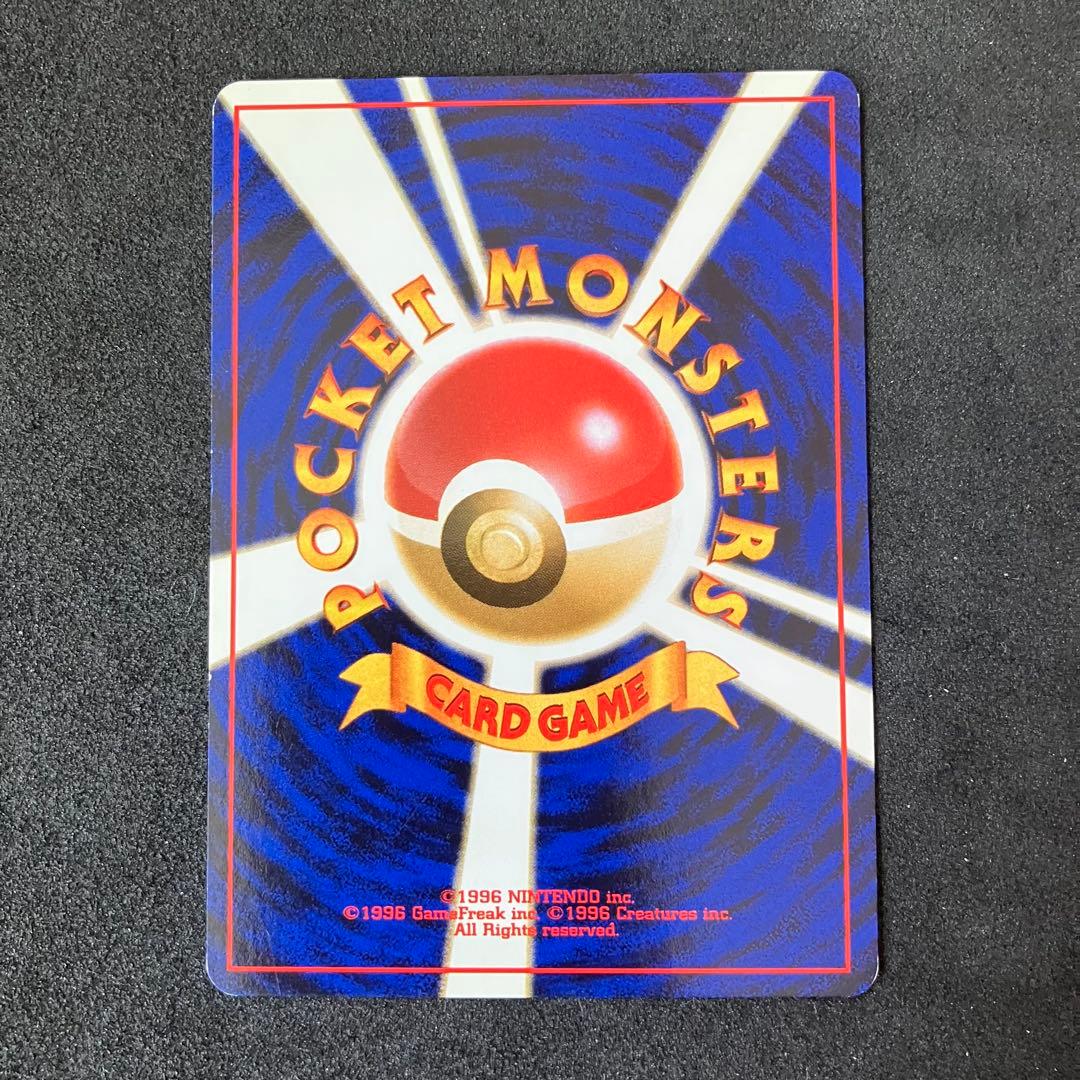 POCKET MONSTERS
CARD GAME
©1996 NINTENDO inc.
©1996 GameFreak inc. ©1996 Creatures inc.
All Rights reserved.